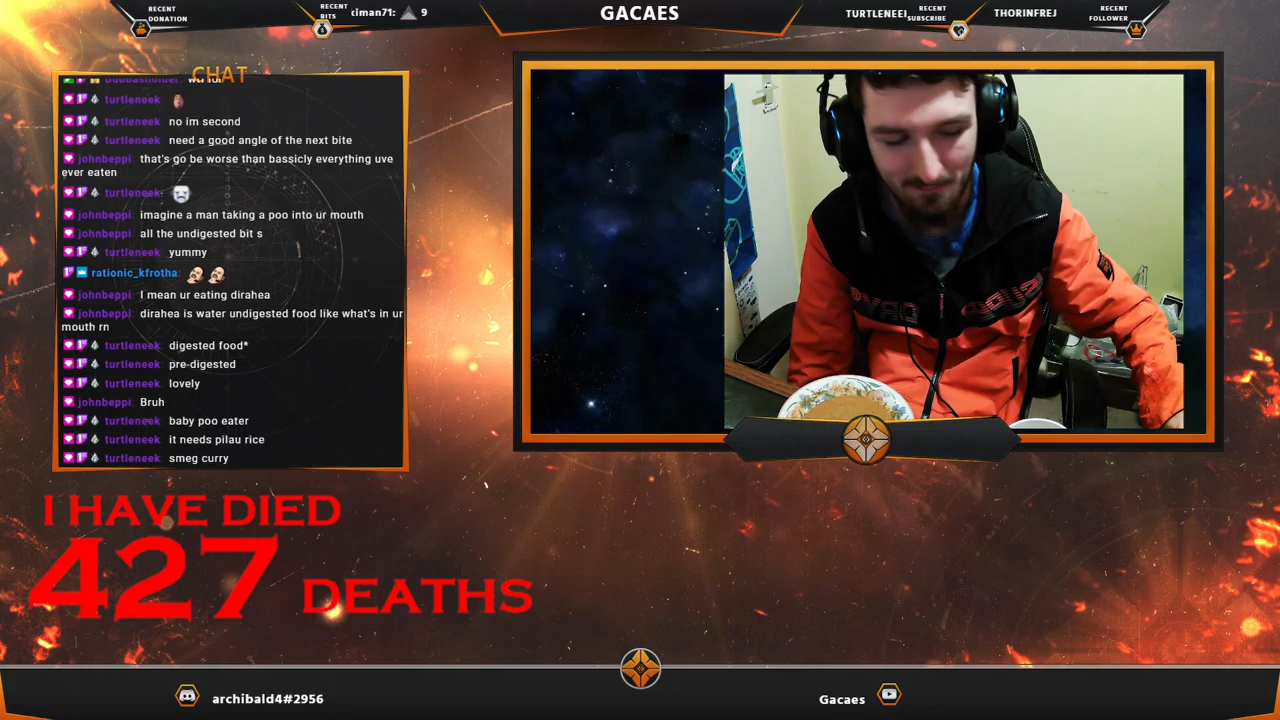 RECENT
DONATION
RECENT
BITS
ciman71: 9
GACAES
TURTLENEE
RECENT
SUBSCRIBE
THORINFREJ
RECENT
FOLLOWER
CHAT
turtleneek
turtleneek no im second
turtleneek need a good angle of the next bite
johnbeppi: that's go be worse than bassicly everything uve
ever eaten
turtleneek:
johnbeppi: imagine a man taking a poo into ur mouth
johnbeppi: all the undigested bit s
turtleneek: yummy
rationic_kfrotha:
johnbeppi: I mean ur eating dirahea
johnbeppi: dirahea is water undigested food like what's in ur
mouth rn
turtleneek: digested food*
turtleneek: pre-digested
turtleneek: lovely
johnbeppi: Bruh
turtleneek: baby poo eater
turtleneek: it needs pilau rice
turtleneek: smeg curry
I HAVE DIED
427 DEATHS
archibald4#2956
Gacaes